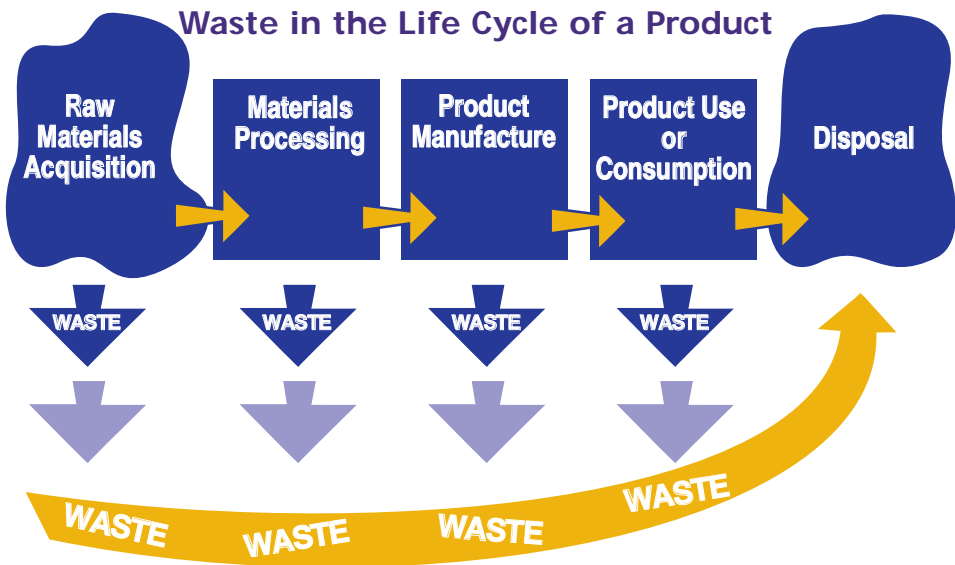 Waste in the Life Cycle of a Product
Raw
Materials
Acquisition
Materials
Processing
Product
Manufacture
Product Use
or
Consumption
Disposal
WASTE
WASTE
WASTE
WASTE
WASTE
WASTE
WASTE
WASTE